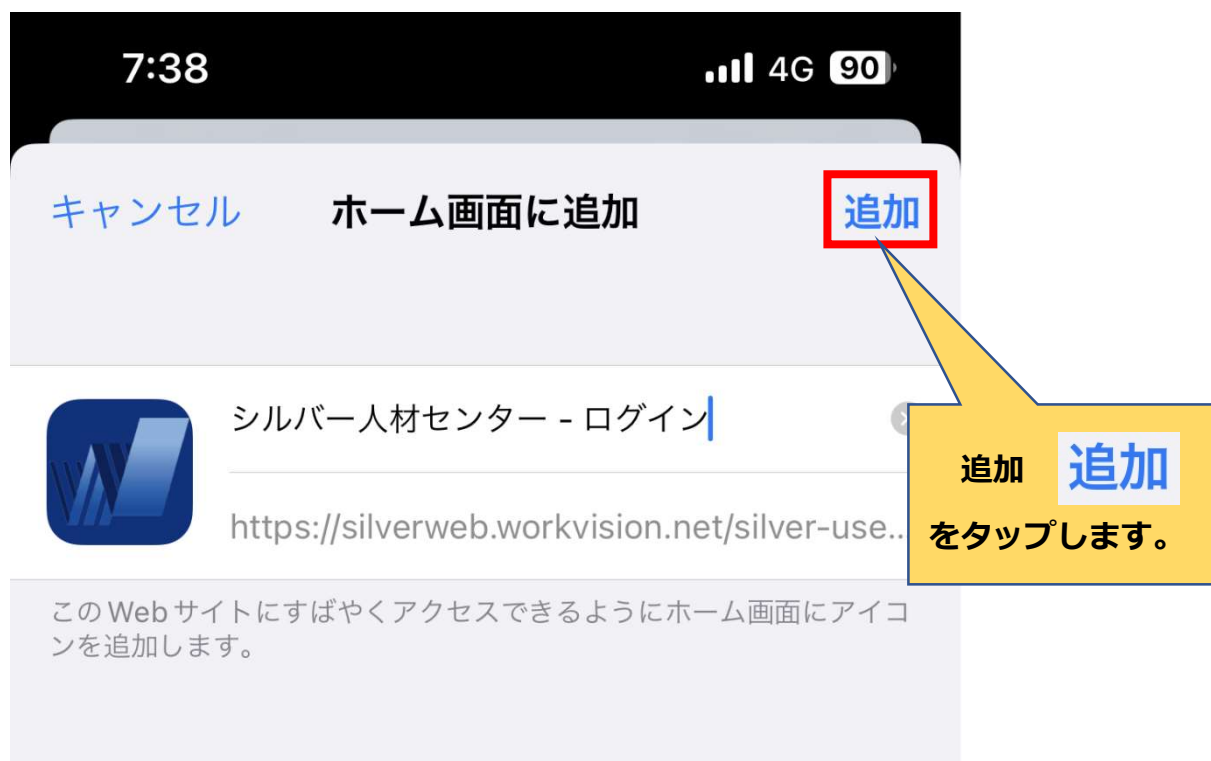 7:38 4G 90
キャンセル ホーム画面に追加 追加
シルバー人材センター - ログイン
https://silverweb.workvision.net/silver-use...
このWebサイトにすばやくアクセスできるようにホーム画面にアイコ
ンを追加します。
追加 追加
をタップします。